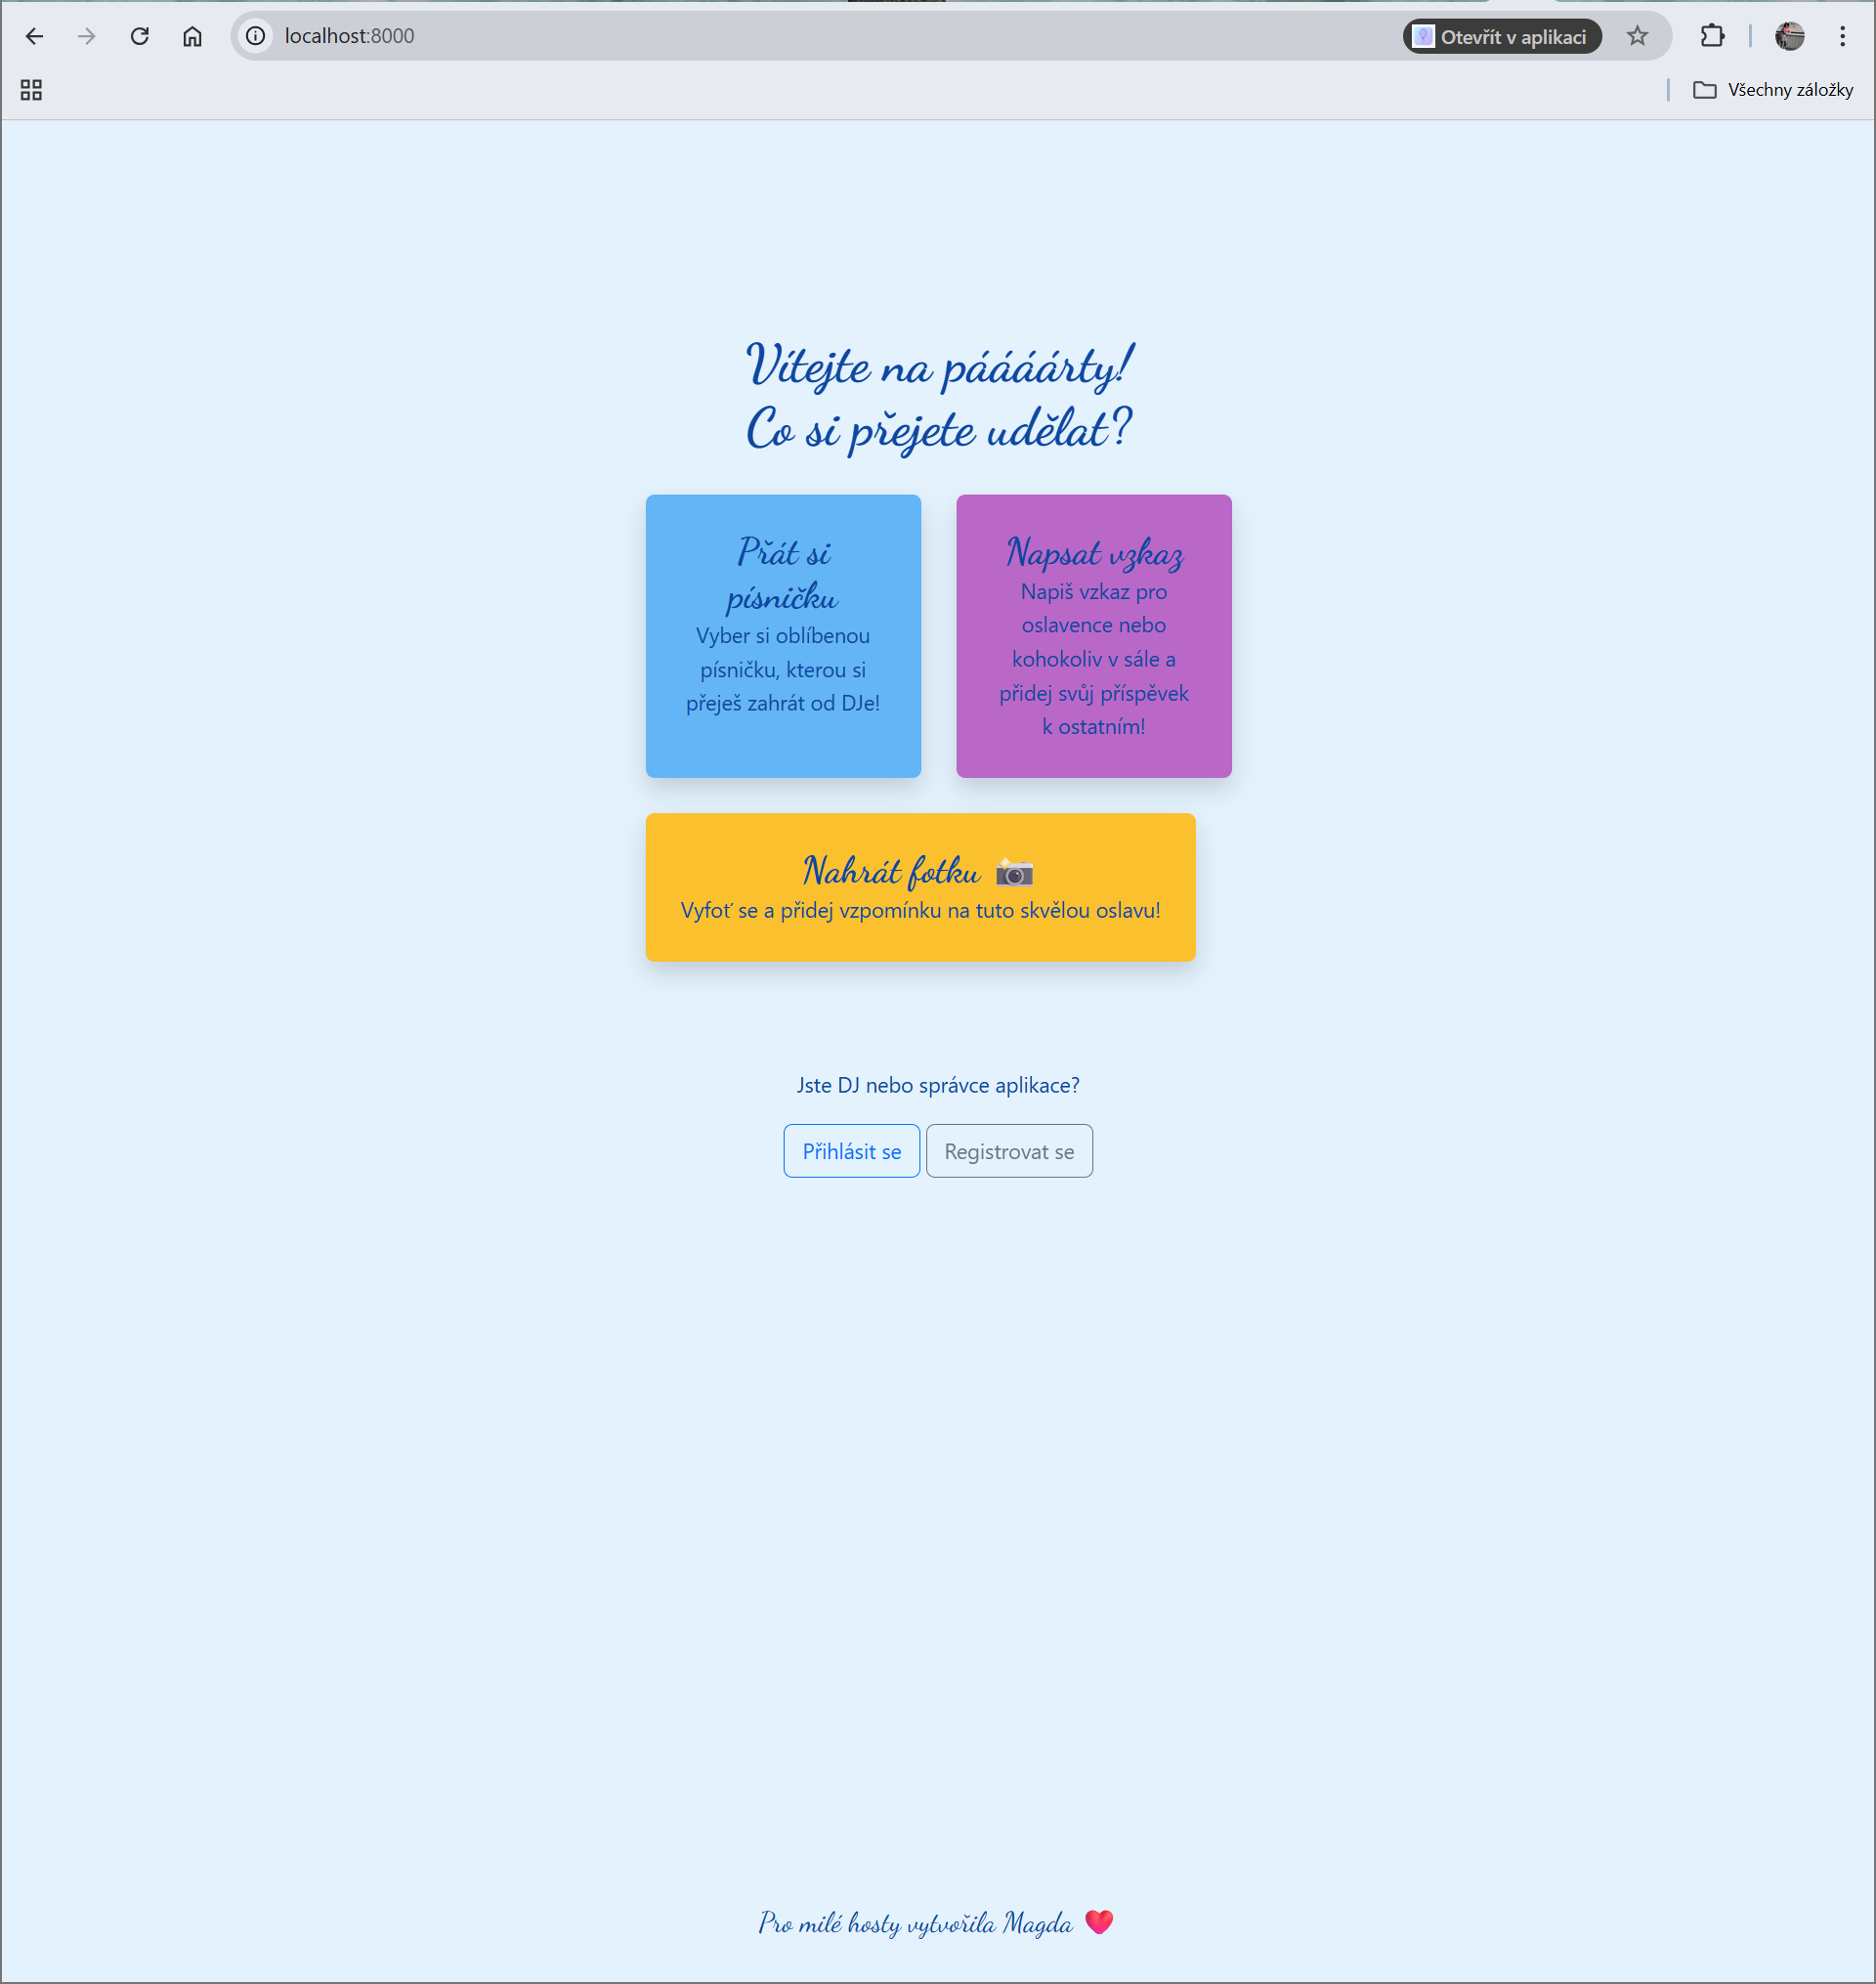 localhost:8000
Otevřít v aplikaci
Všechny záložky
Vítejte na páááárty!
Co si přejete udělat?
Přát si
písničku
Vyber si oblíbenou
písničku, kterou si
přeješ zahrát od DJe!
Napsat vzkaz
Napiš vzkaz pro
oslavence nebo
kohokoliv v sále a
přidej svůj příspěvek
k ostatním!
Nahrát fotku 📸
Vyfoť se a přidej vzpomínku na tuto skvělou oslavu!
Jste DJ nebo správce aplikace?
Přihlásit se
Registrovat se
Pro milé hosty vytvořila Magda ❤️